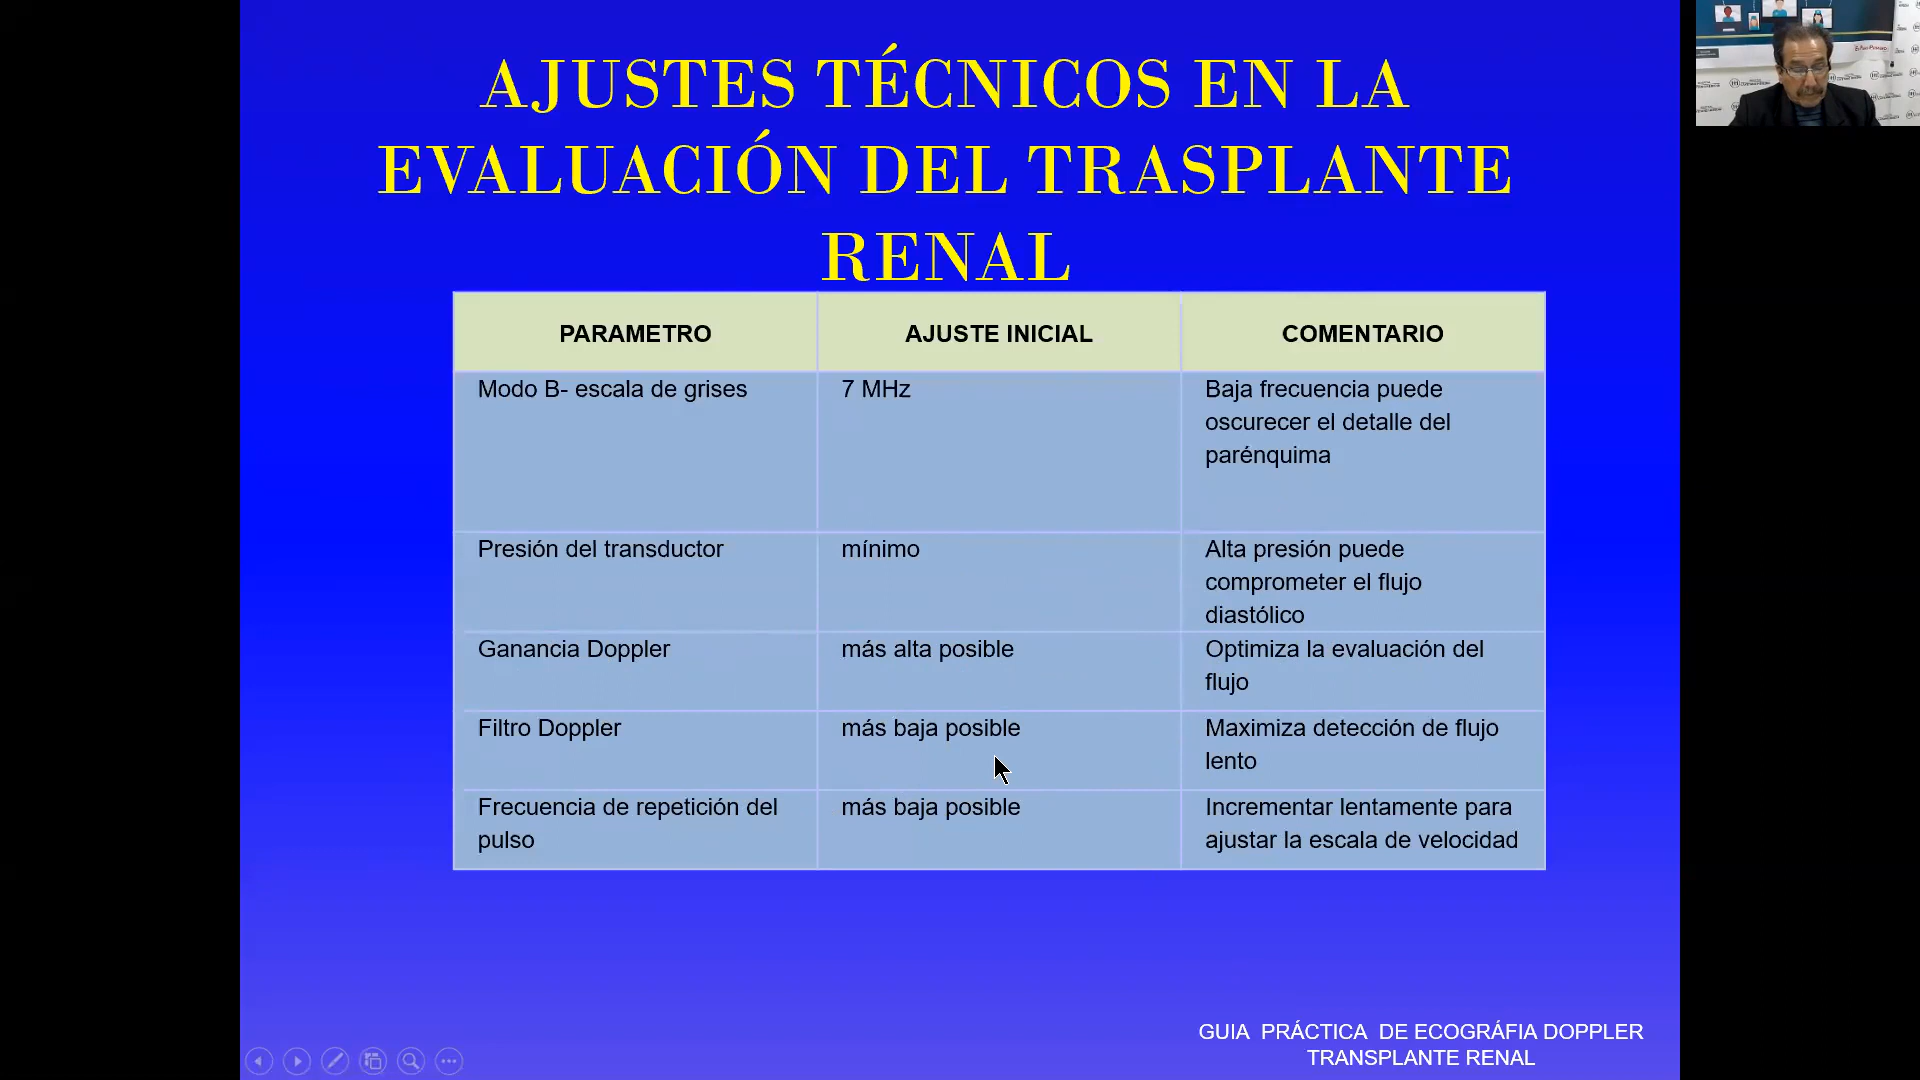 AJUSTES TÉCNICOS EN LA
EVALUACIÓN DEL TRASPLANTE
RENAL
PARAMETRO
AJUSTE INICIAL
COMENTARIO
Modo B- escala de grises
7 MHz
Baja frecuencia puede
oscurecer el detalle del
parénquima
Presión del transductor
mínimo
Alta presión puede
comprometer el flujo
diastólico
Ganancia Doppler
más alta posible
Optimiza la evaluación del
flujo
Filtro Doppler
más baja posible
Maximiza detección de flujo
lento
Frecuencia de repetición del
pulso
más baja posible
Incrementar lentamente para
ajustar la escala de velocidad
GUIA PRÁCTICA DE ECOGRÁFIA DOPPLER
TRANSPLANTE RENAL